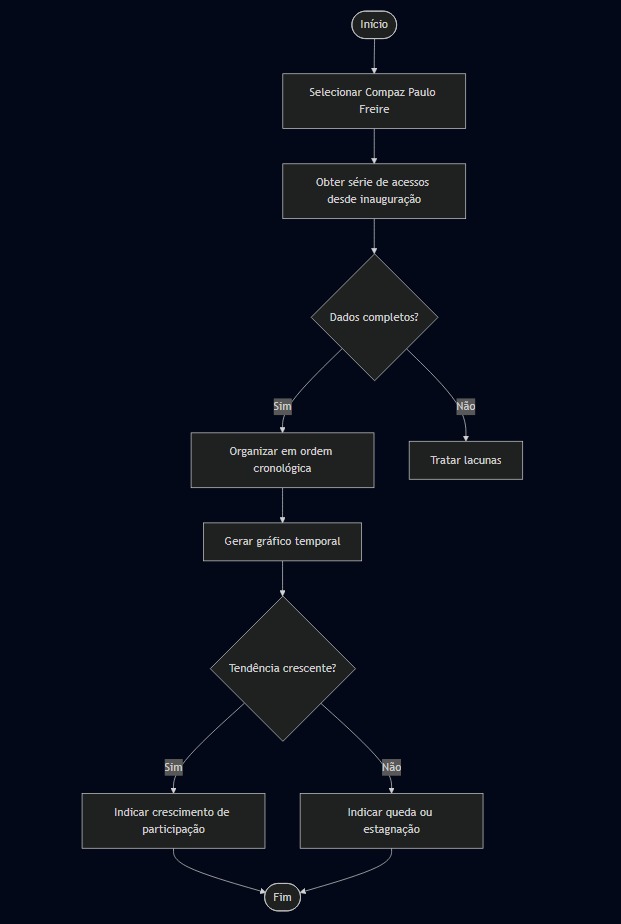 Início
Selecionar Compaz Paulo
Freire
Obter série de acessos
desde inauguração
Dados completos?
Sim
Não
Organizar em ordem
cronológica
Tratar lacunas
Gerar gráfico temporal
Tendência crescente?
Sim
Não
Indicar crescimento de
participação
Indicar queda ou
estagnação
Fim